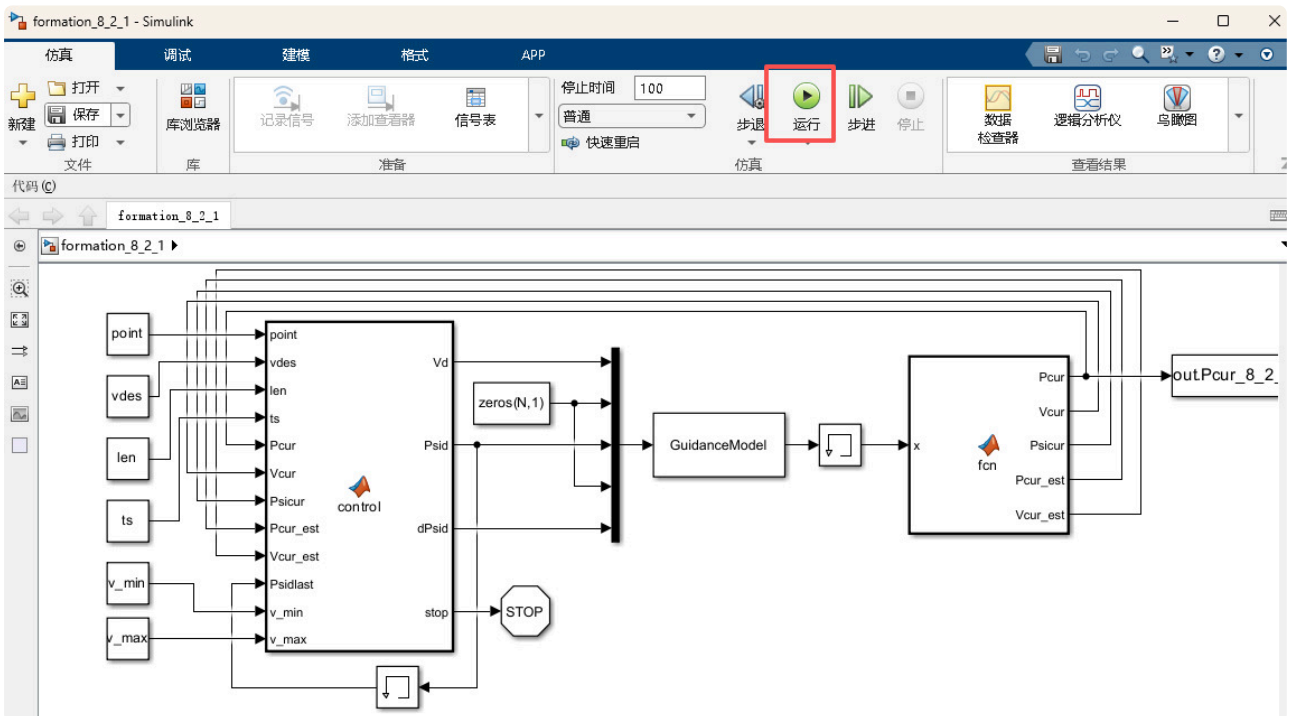 formation_8_2_1 - Simulink
仿真 调试 建模 格式 APP
新建
打开
保存
打印
文件
库浏览器
库
记录信号
添加查看器
信号表
准备
停止时间 100
普通
快速重启
步退
运行
步进
停止
仿真
数据
检查器
逻辑分析仪
鸟瞰图
查看结果
代码(C)
formation_8_2_1
formation_8_2_1
point
vdes
len
ts
v_min
v_max
point
vdes
len
ts
Pcur
Vcur
Psicur
Pcur_est
Vcur_est
Psidlast
v_min
v_max
control
Vd
Psid
dPsid
stop
zeros(N,1)
STOP
GuidanceModel
x
fcn
Pcur
Vcur
Psicur
Pcur_est
Vcur_est
out.Pcur_8_2_